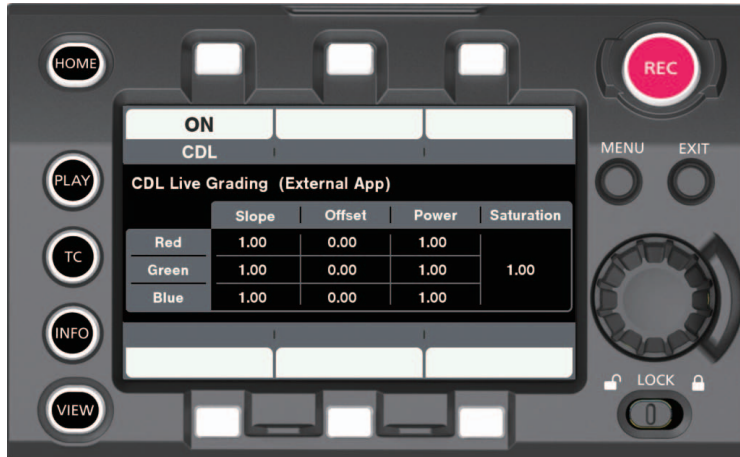 HOME
REC
ON
CDL
MENU EXIT
PLAY
CDL Live Grading (External App)
Slope Offset Power Saturation
Red 1.00 0.00 1.00
TC
Green 1.00 0.00 1.00 1.00
Blue 1.00 0.00 1.00
INFO
LOCK
VIEW
0